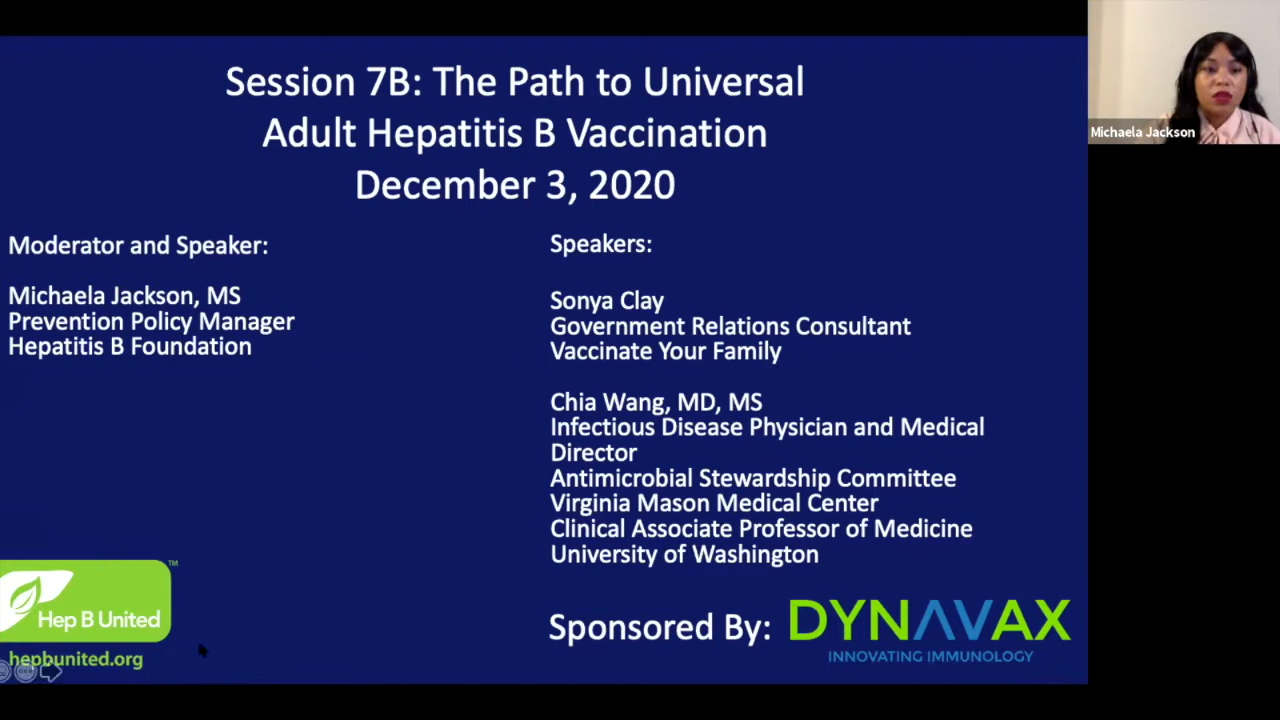 Session 7B: The Path to Universal
Adult Hepatitis B Vaccination
December 3, 2020
Moderator and Speaker:
Michaela Jackson, MS
Prevention Policy Manager
Hepatitis B Foundation
Speakers:
Sonya Clay
Government Relations Consultant
Vaccinate Your Family
Chia Wang, MD, MS
Infectious Disease Physician and Medical
Director
Antimicrobial Stewardship Committee
Virginia Mason Medical Center
Clinical Associate Professor of Medicine
University of Washington
Hep B United™
hepbunited.org
Sponsored By: DYNAVAX
INNOVATING IMMUNOLOGY
Michaela Jackson